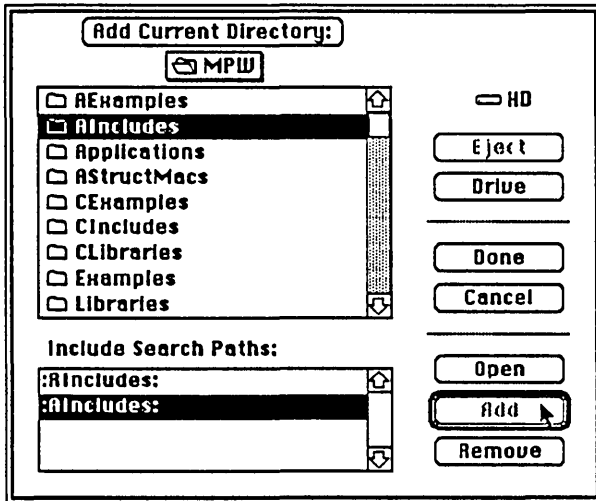 Add Current Directory:
MPW
AExamples
AIncludes
Applications
AStructMacs
CExamples
CIncludes
CLibraries
Examples
Libraries
HD
Eject
Drive
Done
Cancel
Include Search Paths:
:RIncludes:
:AIncludes:
Open
Add
Remove